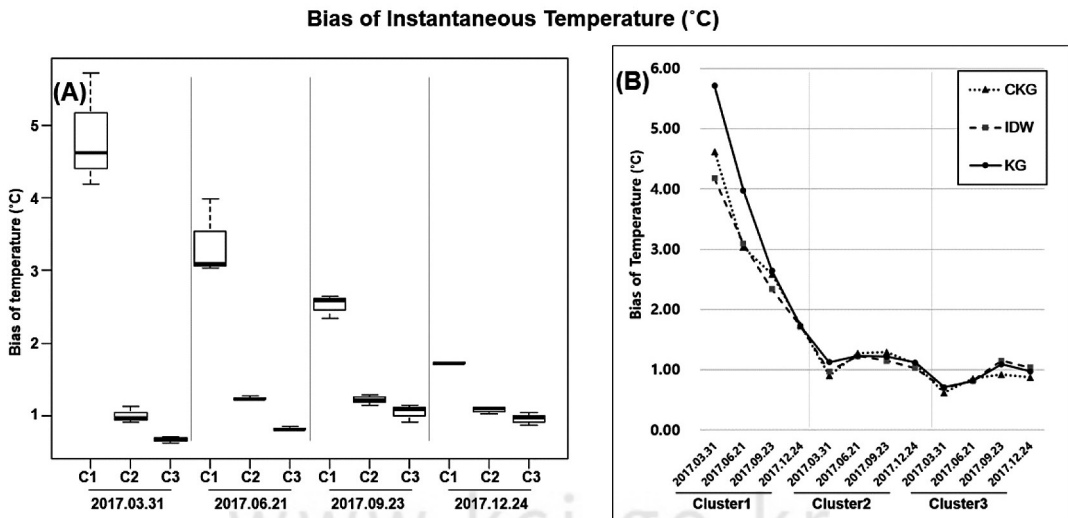 Bias of Instantaneous Temperature (˚C)
(A)
Bias of temperature (˚C)
5
4
3
2
1
C1 C2 C3 C1 C2 C3 C1 C2 C3 C1 C2 C3
2017.03.31 2017.06.21 2017.09.23 2017.12.24
(B)
Bias of Temperature (˚C)
6.00
5.00
4.00
3.00
2.00
1.00
0.00
CKG
IDW
KG
2017.03.31 2017.06.21 2017.09.23 2017.12.24 2017.03.31 2017.06.21 2017.09.23 2017.12.24 2017.03.31 2017.06.21 2017.09.23 2017.12.24
Cluster1 Cluster2 Cluster3